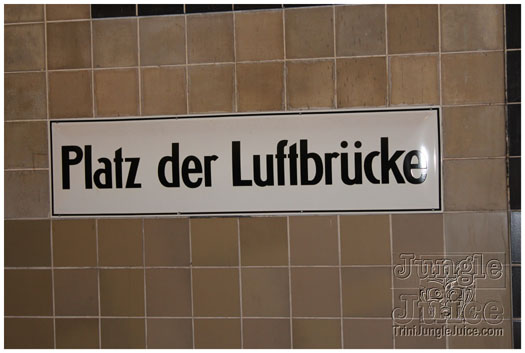 Platz der Luftbrücke
Jungle
Juice
TriniJungleJuice.com